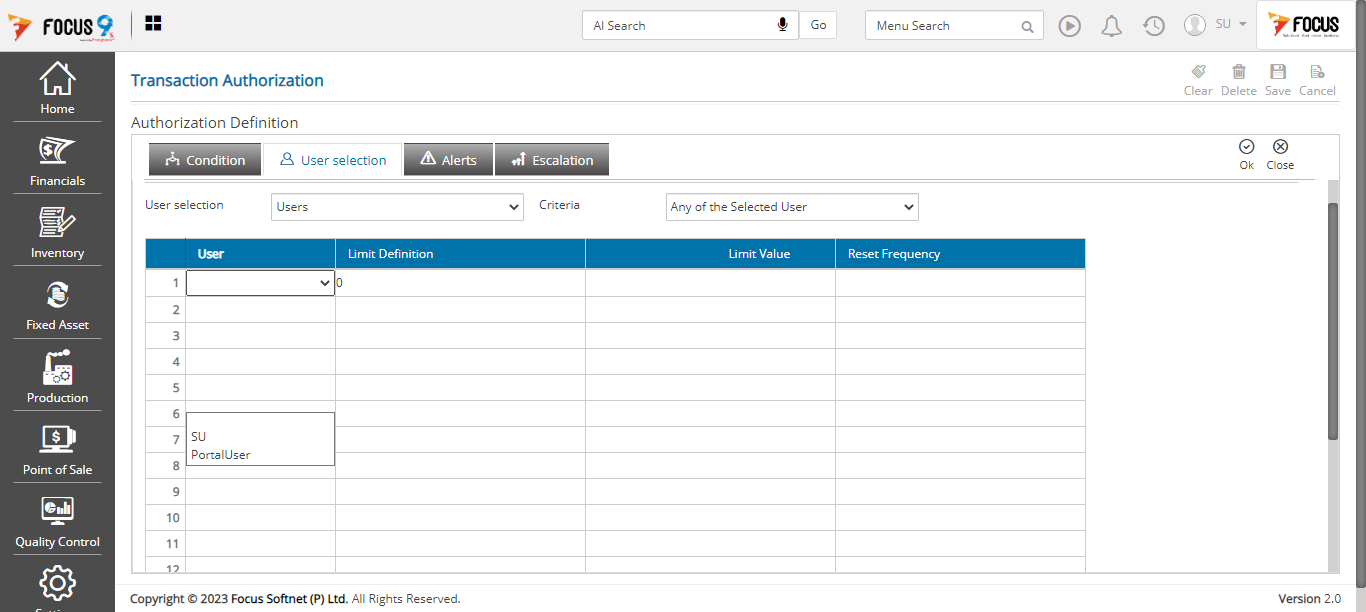 FOCUS 9
AI Search
Go
Menu Search
SU
FOCUS
Home
Financials
Inventory
Fixed Asset
Production
Point of Sale
Quality Control
Transaction Authorization
Clear Delete Save Cancel
Authorization Definition
Condition User selection Alerts Escalation
Ok Close
User selection Users Criteria Any of the Selected User
User Limit Definition Limit Value Reset Frequency
1 0
2
3
4
5
6
7
8
9
10
11
12
SU
PortalUser
Copyright © 2023 Focus Softnet (P) Ltd. All Rights Reserved.
Version 2.0